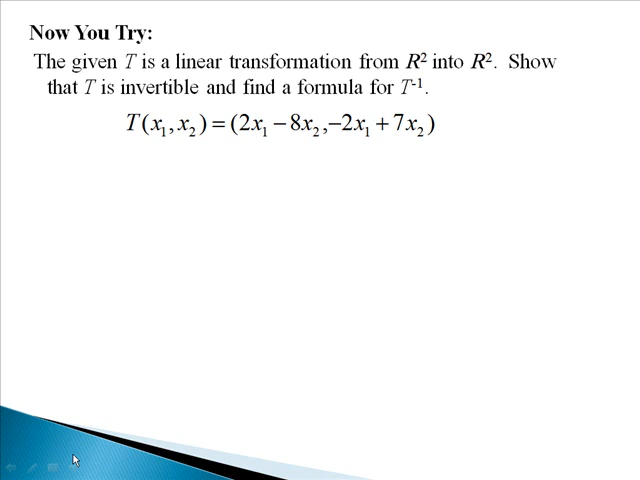 Now You Try:
The given T is a linear transformation from R² into R². Show
that T is invertible and find a formula for T⁻¹.
T(x₁, x₂) = (2x₁ − 8x₂, −2x₁ + 7x₂)